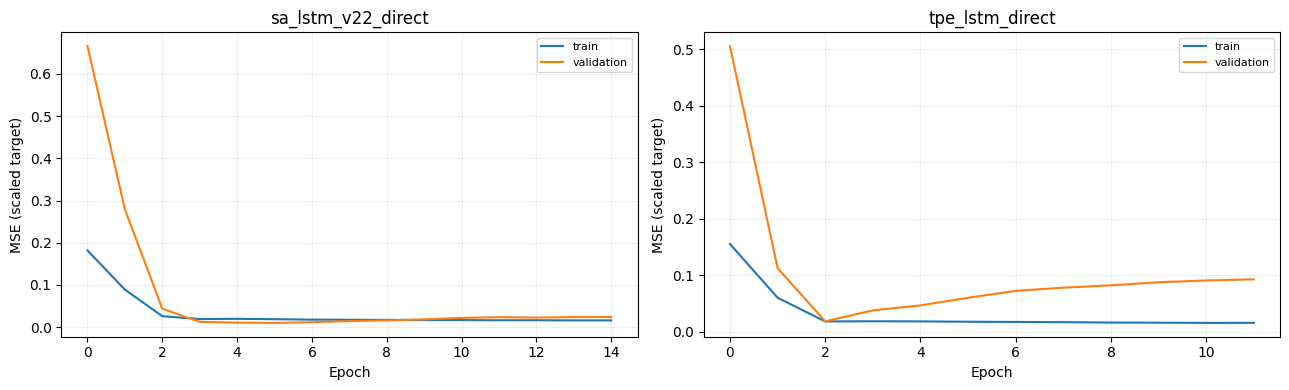 sa_lstm_v22_direct
MSE (scaled target)
0.6
0.5
0.4
0.3
0.2
0.1
0.0
train
validation
0 2 4 6 8 10 12 14
Epoch
tpe_lstm_direct
MSE (scaled target)
0.5
0.4
0.3
0.2
0.1
0.0
train
validation
0 2 4 6 8 10
Epoch